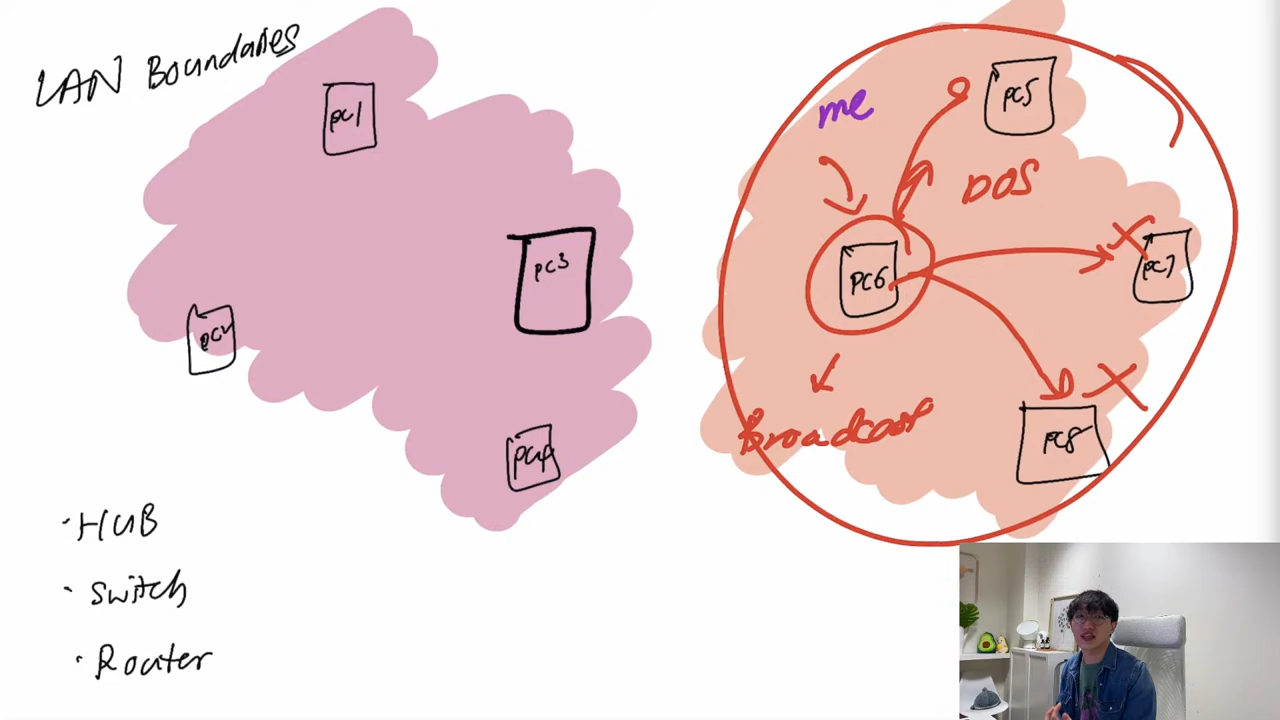 LAN Boundaries
PC1
PC2
PC3
PC4
me
PC5
DOS
PC6
PC7
Broadcast
PC8
·HUB
·Switch
·Router